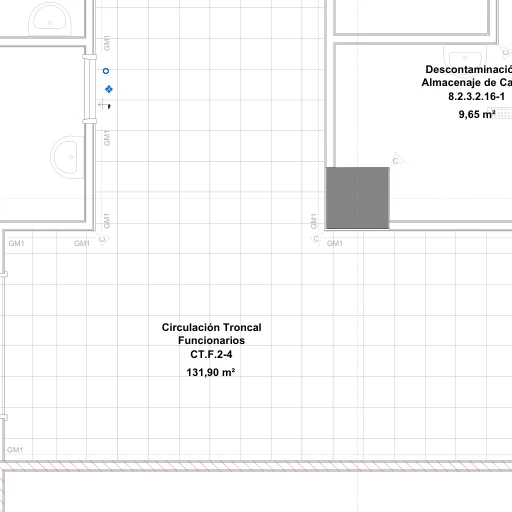 GM1
C
Descontaminació
Almacenaje de Ca
8.2.3.2.16-1
9,65 m²
GM1
C
GM1
GM1
GM1
GM1
C
C
GM1
Circulación Troncal
Funcionarios
CT.F.2-4
131,90 m²
GM1